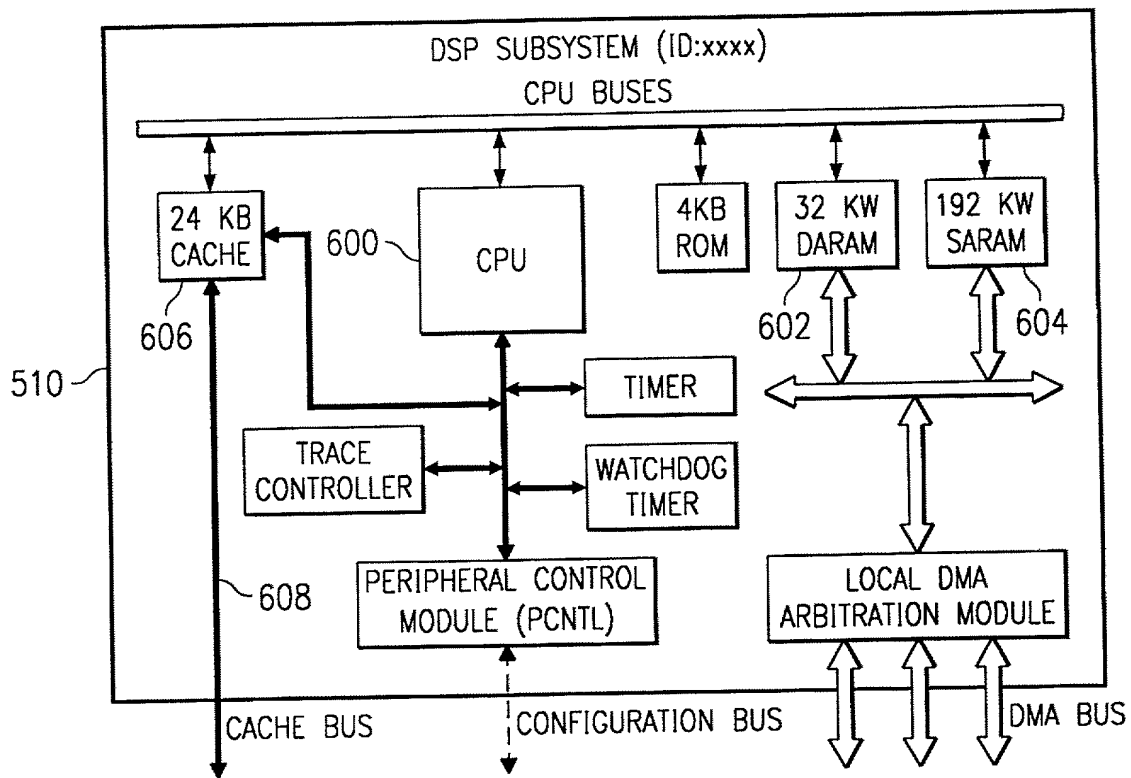 DSP SUBSYSTEM (ID:xxxx)
CPU BUSES
24 KB
CACHE
606
600
CPU
4KB
ROM
32 KW
DARAM
602
192 KW
SARAM
604
510
TIMER
TRACE
CONTROLLER
WATCHDOG
TIMER
608
PERIPHERAL CONTROL
MODULE (PCNTL)
LOCAL DMA
ARBITRATION MODULE
CACHE BUS
CONFIGURATION BUS
DMA BUS